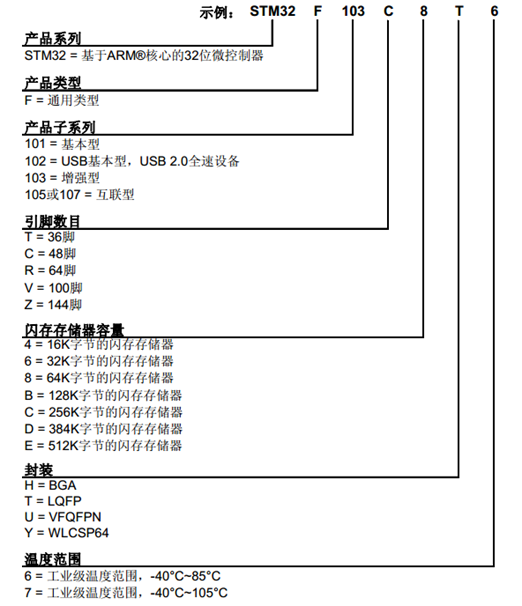 示例： STM32 F 103 C 8 T 6
产品系列
STM32 = 基于ARM®核心的32位微控制器
产品类型
F = 通用类型
产品子系列
101 = 基本型
102 = USB基本型，USB 2.0全速设备
103 = 增强型
105或107 = 互联型
引脚数目
T = 36脚
C = 48脚
R = 64脚
V = 100脚
Z = 144脚
闪存存储器容量
4 = 16K字节的闪存存储器
6 = 32K字节的闪存存储器
8 = 64K字节的闪存存储器
B = 128K字节的闪存存储器
C = 256K字节的闪存存储器
D = 384K字节的闪存存储器
E = 512K字节的闪存存储器
封装
H = BGA
T = LQFP
U = VFQFPN
Y = WLCSP64
温度范围
6 = 工业级温度范围，-40°C~85°C
7 = 工业级温度范围，-40°C~105°C